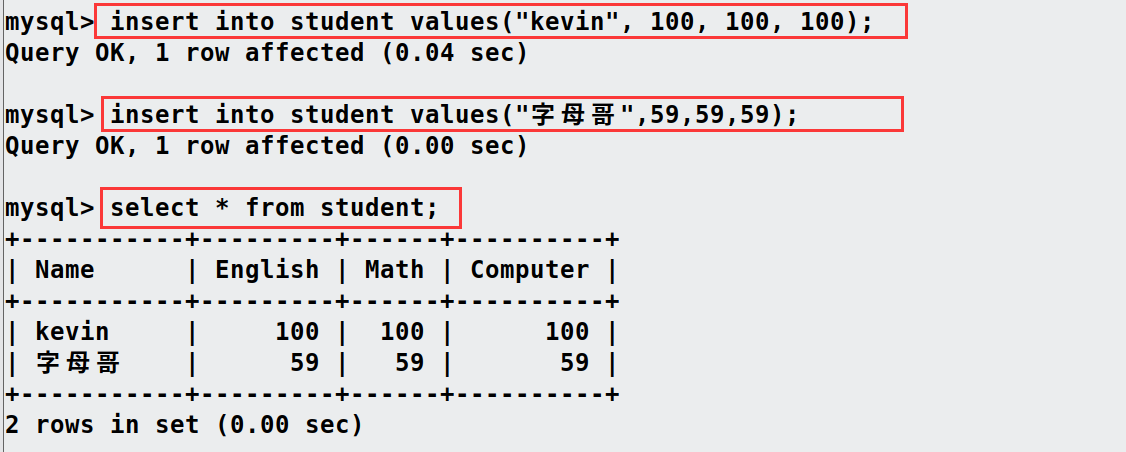 mysql> insert into student values("kevin", 100, 100, 100);
Query OK, 1 row affected (0.04 sec)
mysql> insert into student values("字母哥",59,59,59);
Query OK, 1 row affected (0.00 sec)
mysql> select * from student;
+-----------+---------+------+----------+
| Name      | English | Math | Computer |
+-----------+---------+------+----------+
| kevin     |     100 |  100 |      100 |
| 字母哥    |      59 |   59 |       59 |
+-----------+---------+------+----------+
2 rows in set (0.00 sec)